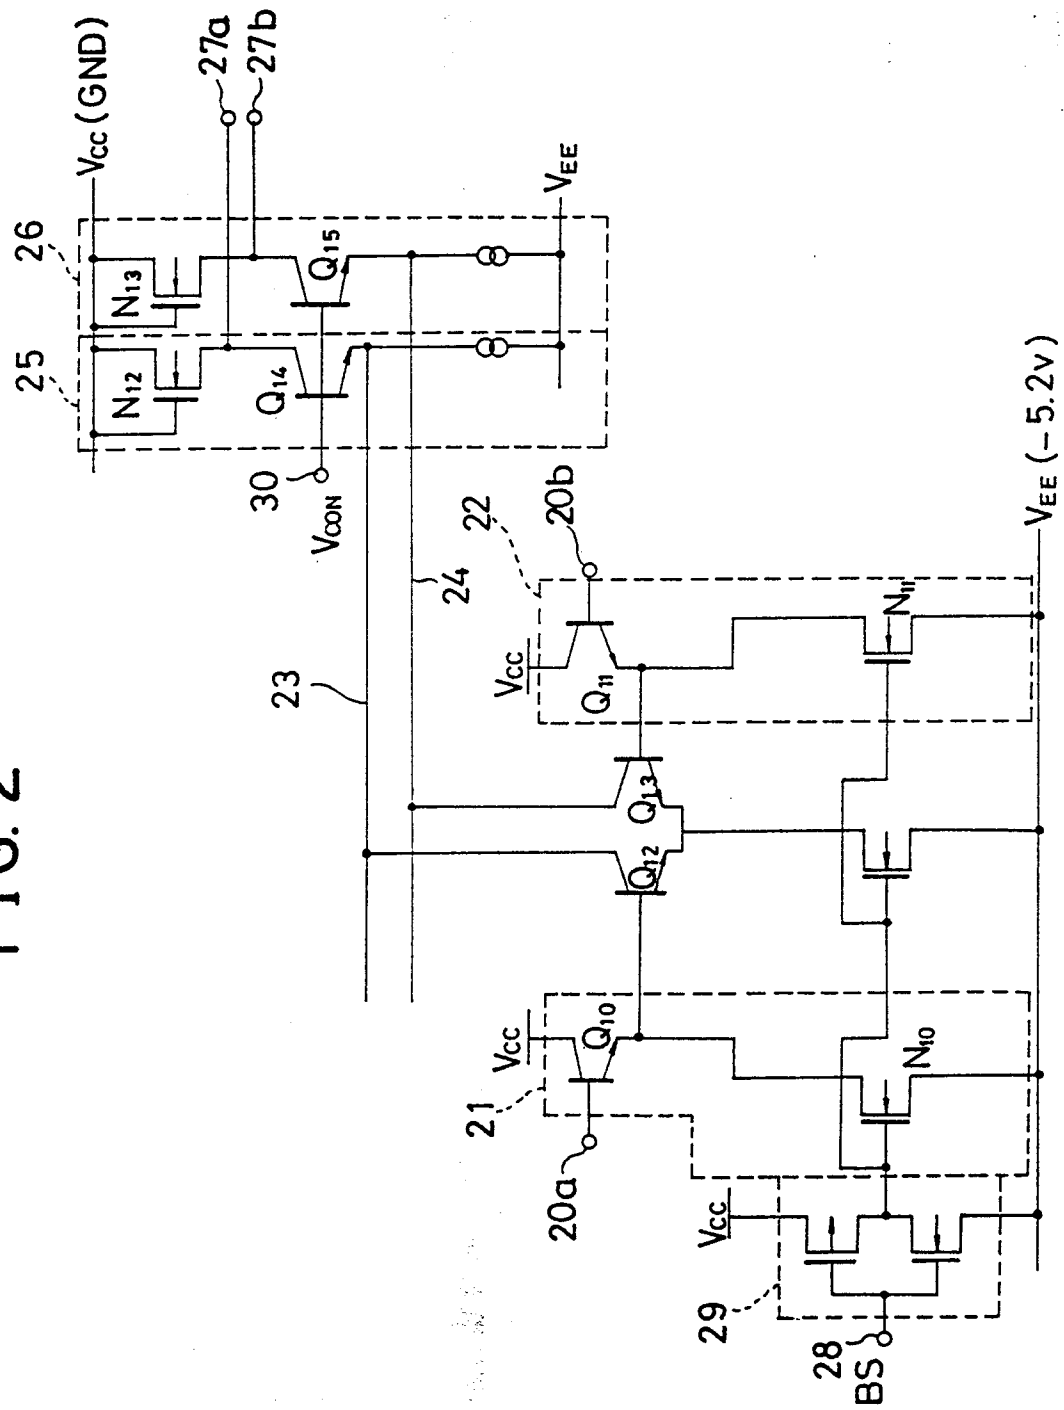 FIG. 2
25
26
VCC (GND)
27a
27b
N12
N13
Q14
Q15
30
VCON
VEE
23
24
22
20b
VCC
Q11
N11
Q12
Q13
21
20a
VCC
Q10
N10
VCC
29
28
BS
VEE (-5.2v)